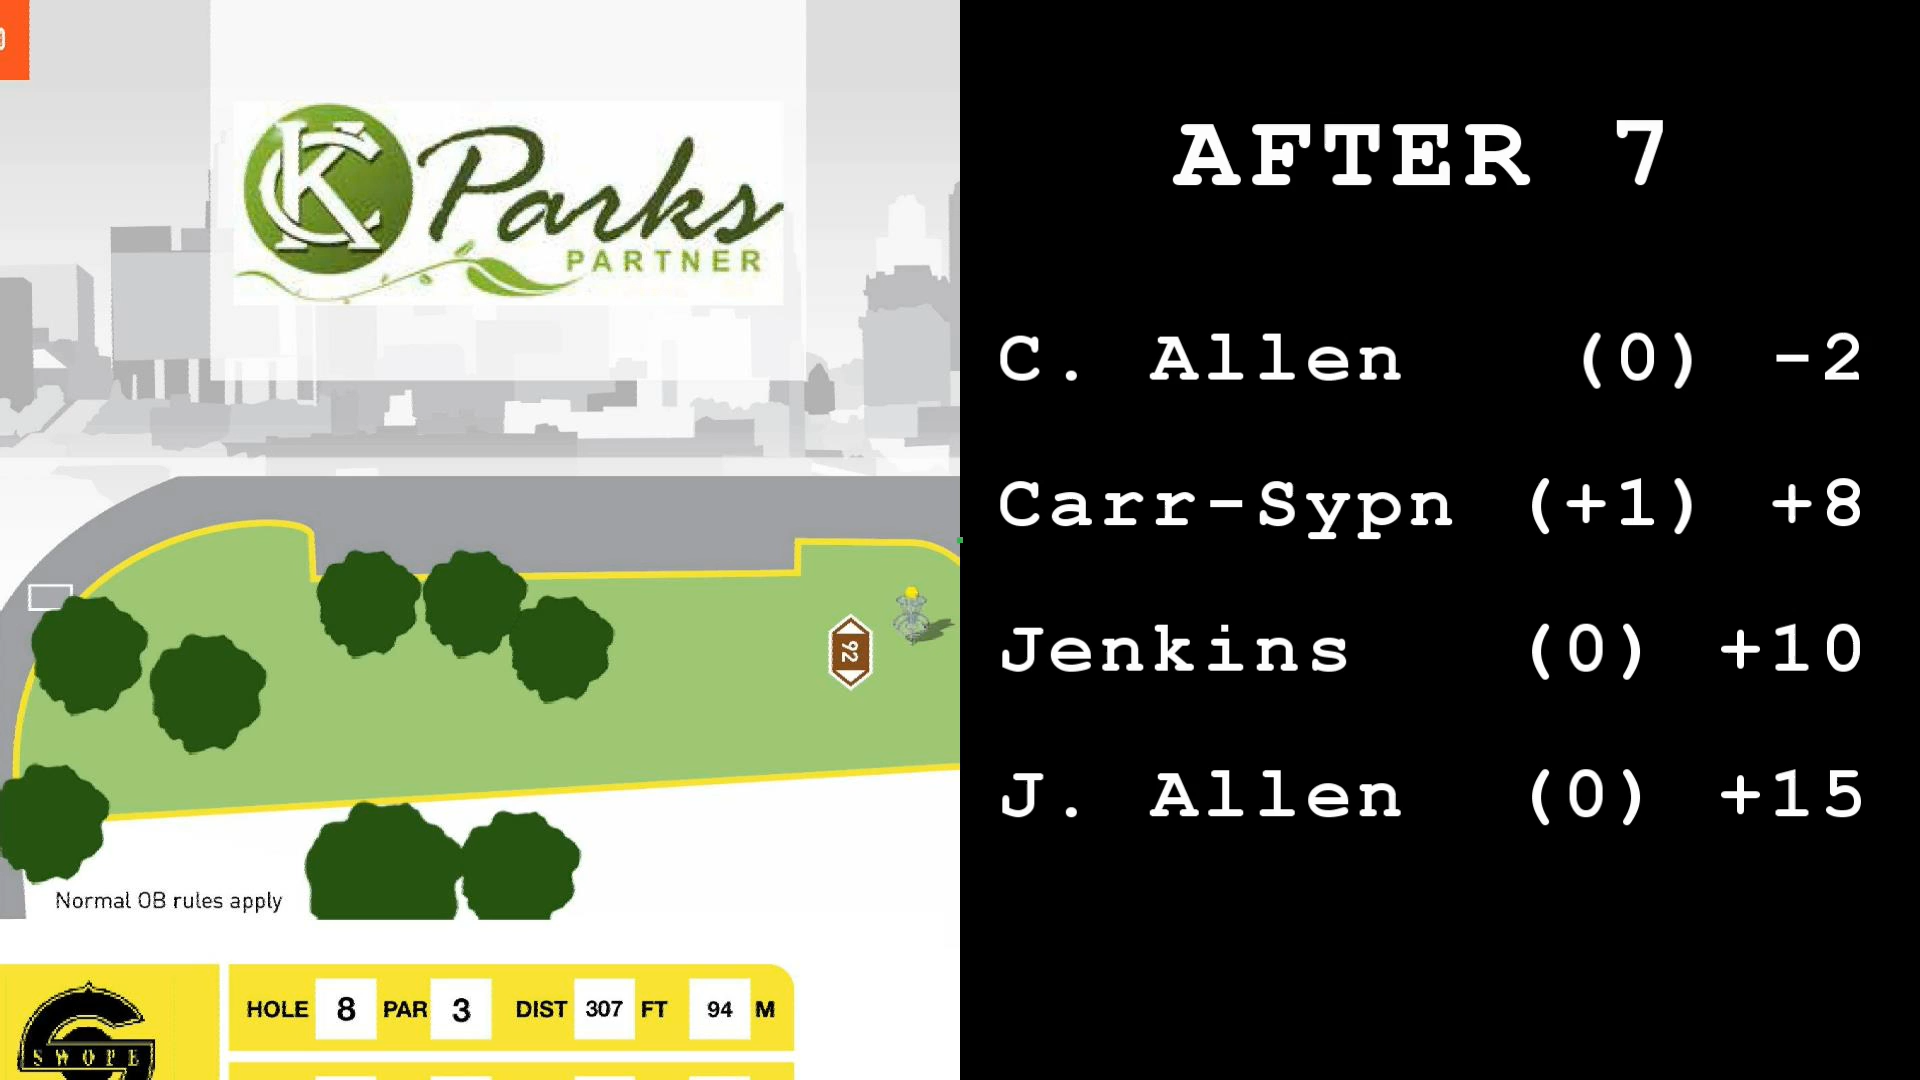 KC Parks
PARTNER
92
Normal OB rules apply
HOLE 8 PAR 3 DIST 307 FT 94 M
SWOPE
AFTER 7
C. Allen (0) -2
Carr-Sypn (+1) +8
Jenkins (0) +10
J. Allen (0) +15